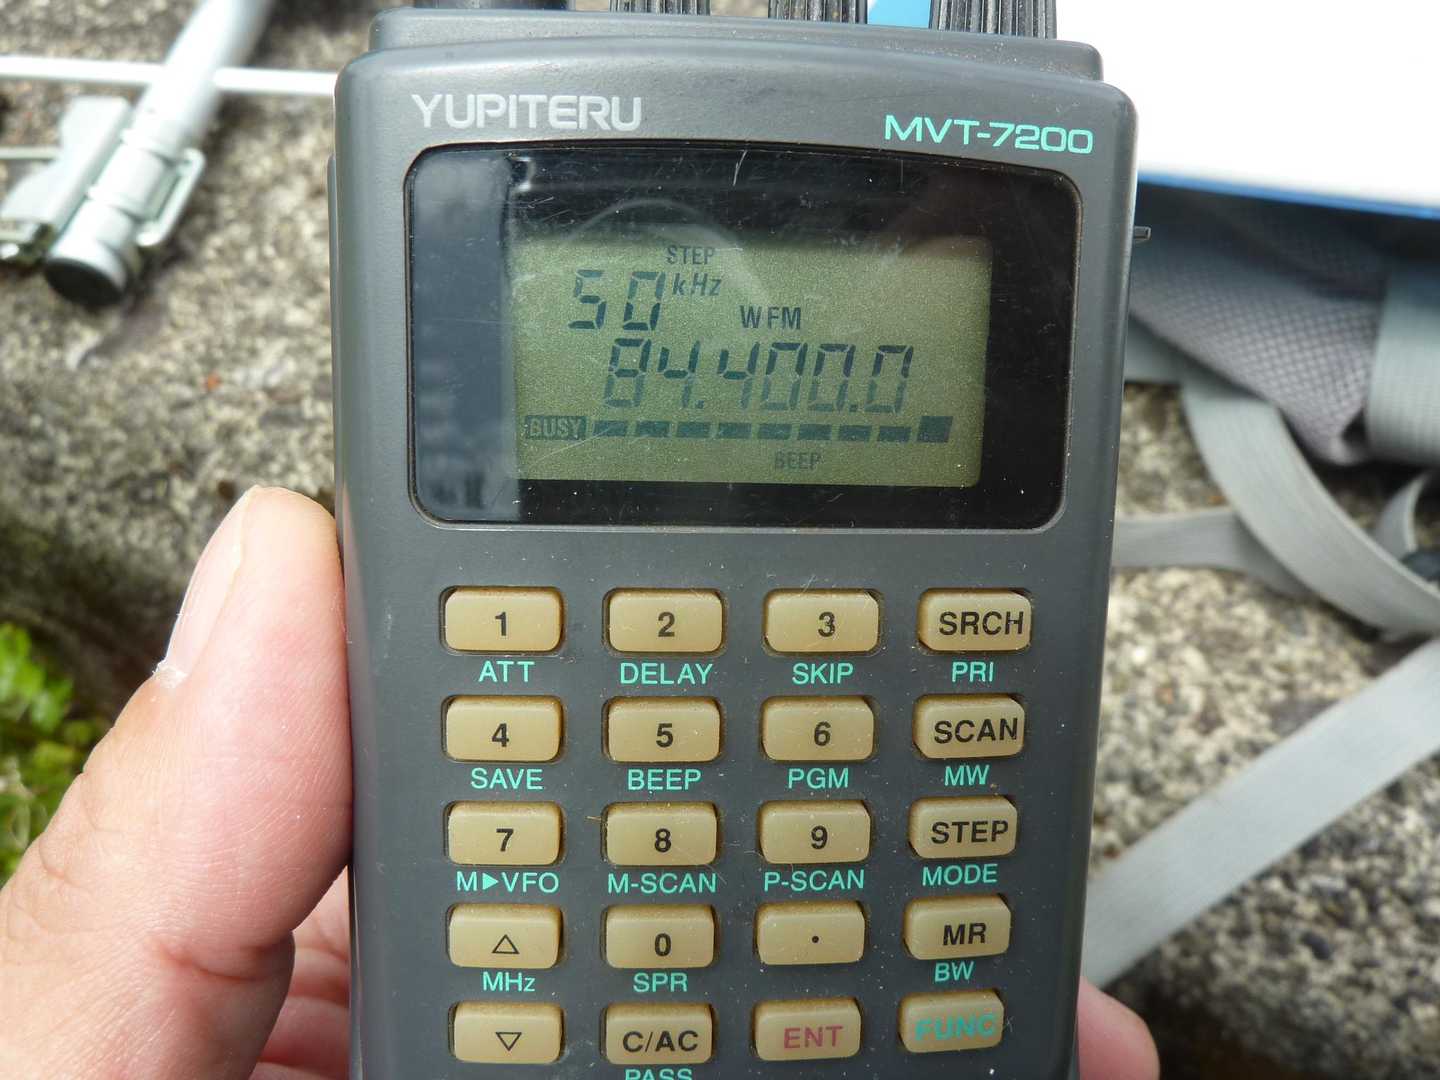 YUPITERU
MVT-7200
STEP
50 kHz
WFM
84.400.0
BUSY
BEEP
1 2 3 SRCH
ATT DELAY SKIP PRI
4 5 6 SCAN
SAVE BEEP PGM MW
7 8 9 STEP
M▶VFO M-SCAN P-SCAN MODE
△ 0 . MR
MHz SPR BW
▽ C/AC ENT FUNC
PASS